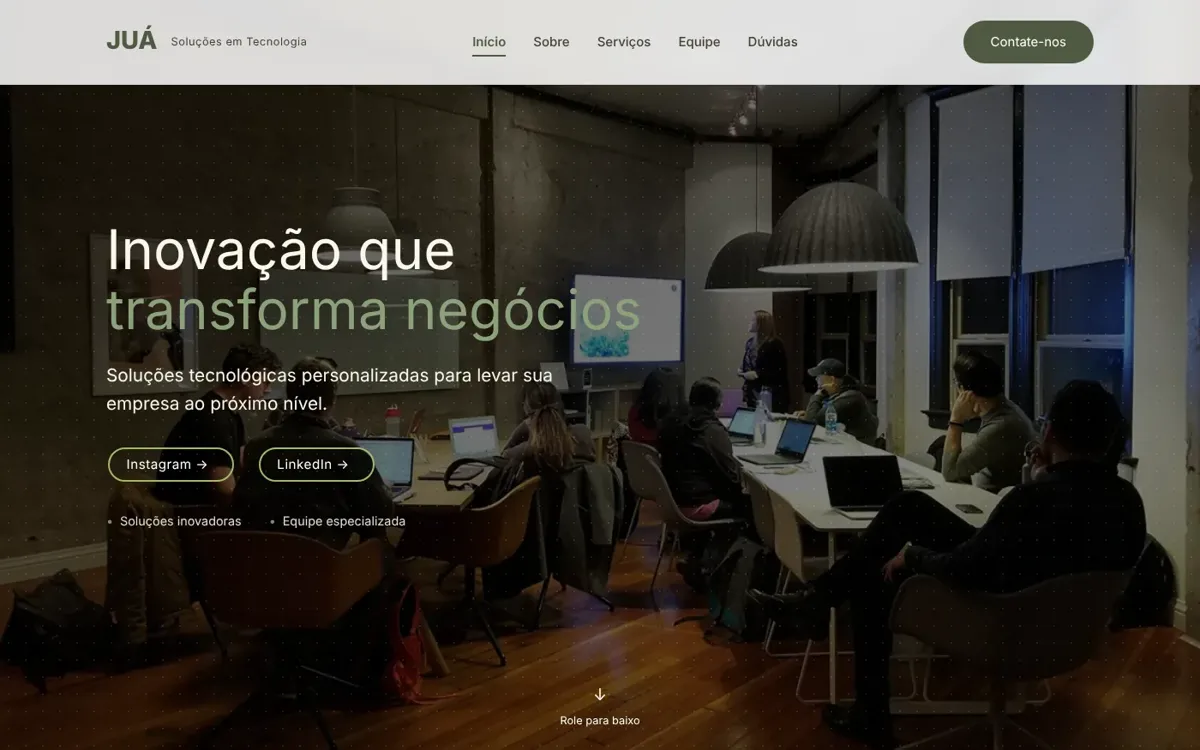 JUÁ
Soluções em Tecnologia
Início
Sobre
Serviços
Equipe
Dúvidas
Contate-nos
Inovação que
transforma negócios
Soluções tecnológicas personalizadas para levar sua
empresa ao próximo nível.
Instagram →
LinkedIn →
• Soluções inovadoras
• Equipe especializada
↓
Role para baixo